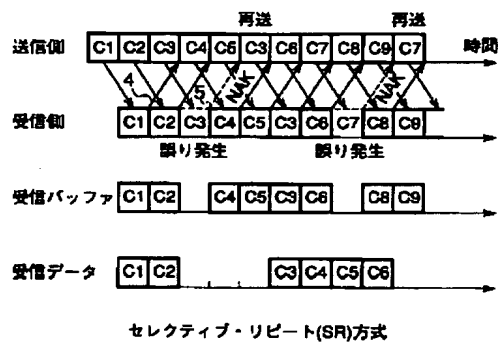 再送 再送
送信側 C1 C2 C3 C4 C5 C3 C6 C7 C8 C9 C7 時間
4 5 NAK NAK
受信側 C1 C2 C3 C4 C5 C3 C6 C7 C8 C9
誤り発生 誤り発生
受信バッファ C1 C2 C4 C5 C3 C6 C8 C9
受信データ C1 C2 C3 C4 C5 C6
セレクティブ・リピート(SR)方式